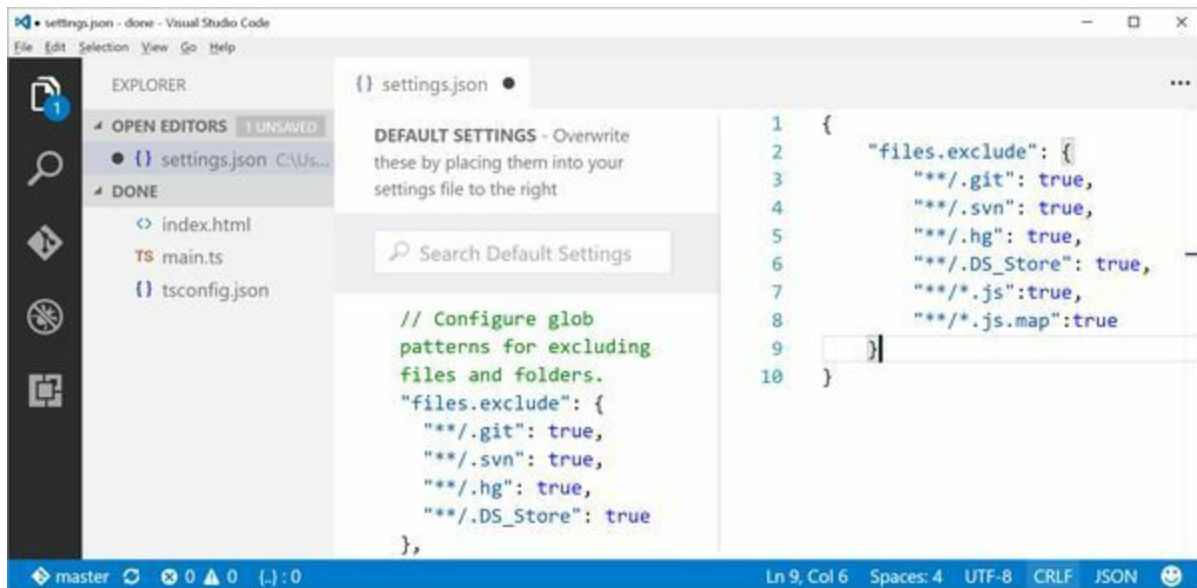 settings.json - done - Visual Studio Code
File Edit Selection View Go Help
EXPLORER
1
OPEN EDITORS 1 UNSAVED
{} settings.json C:\Us...
DONE
<> index.html
TS main.ts
{} tsconfig.json
{} settings.json
...
DEFAULT SETTINGS - Overwrite
these by placing them into your
settings file to the right
Search Default Settings
// Configure glob
patterns for excluding
files and folders.
"files.exclude": {
"**/.git": true,
"**/.svn": true,
"**/.hg": true,
"**/.DS_Store": true
},
1 {
2 "files.exclude": {
3 "**/.git": true,
4 "**/.svn": true,
5 "**/.hg": true,
6 "**/.DS_Store": true,
7 "**/*.js":true,
8 "**/*.js.map":true
9 }
10 }
master 0 0 {..} : 0 Ln 9, Col 6 Spaces: 4 UTF-8 CRLF JSON